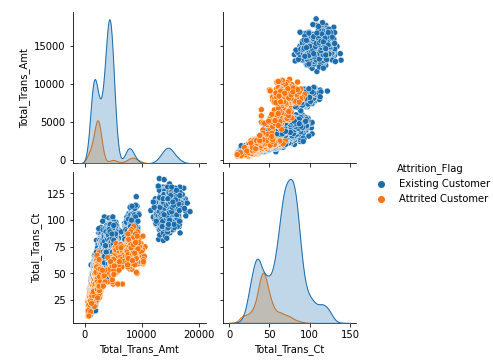 Total_Trans_Amt
15000
10000
5000
0
Attrition_Flag
Existing Customer
Attrited Customer
Total_Trans_Ct
125
100
75
50
25
0 10000 20000
0 50 100 150
Total_Trans_Amt
Total_Trans_Ct